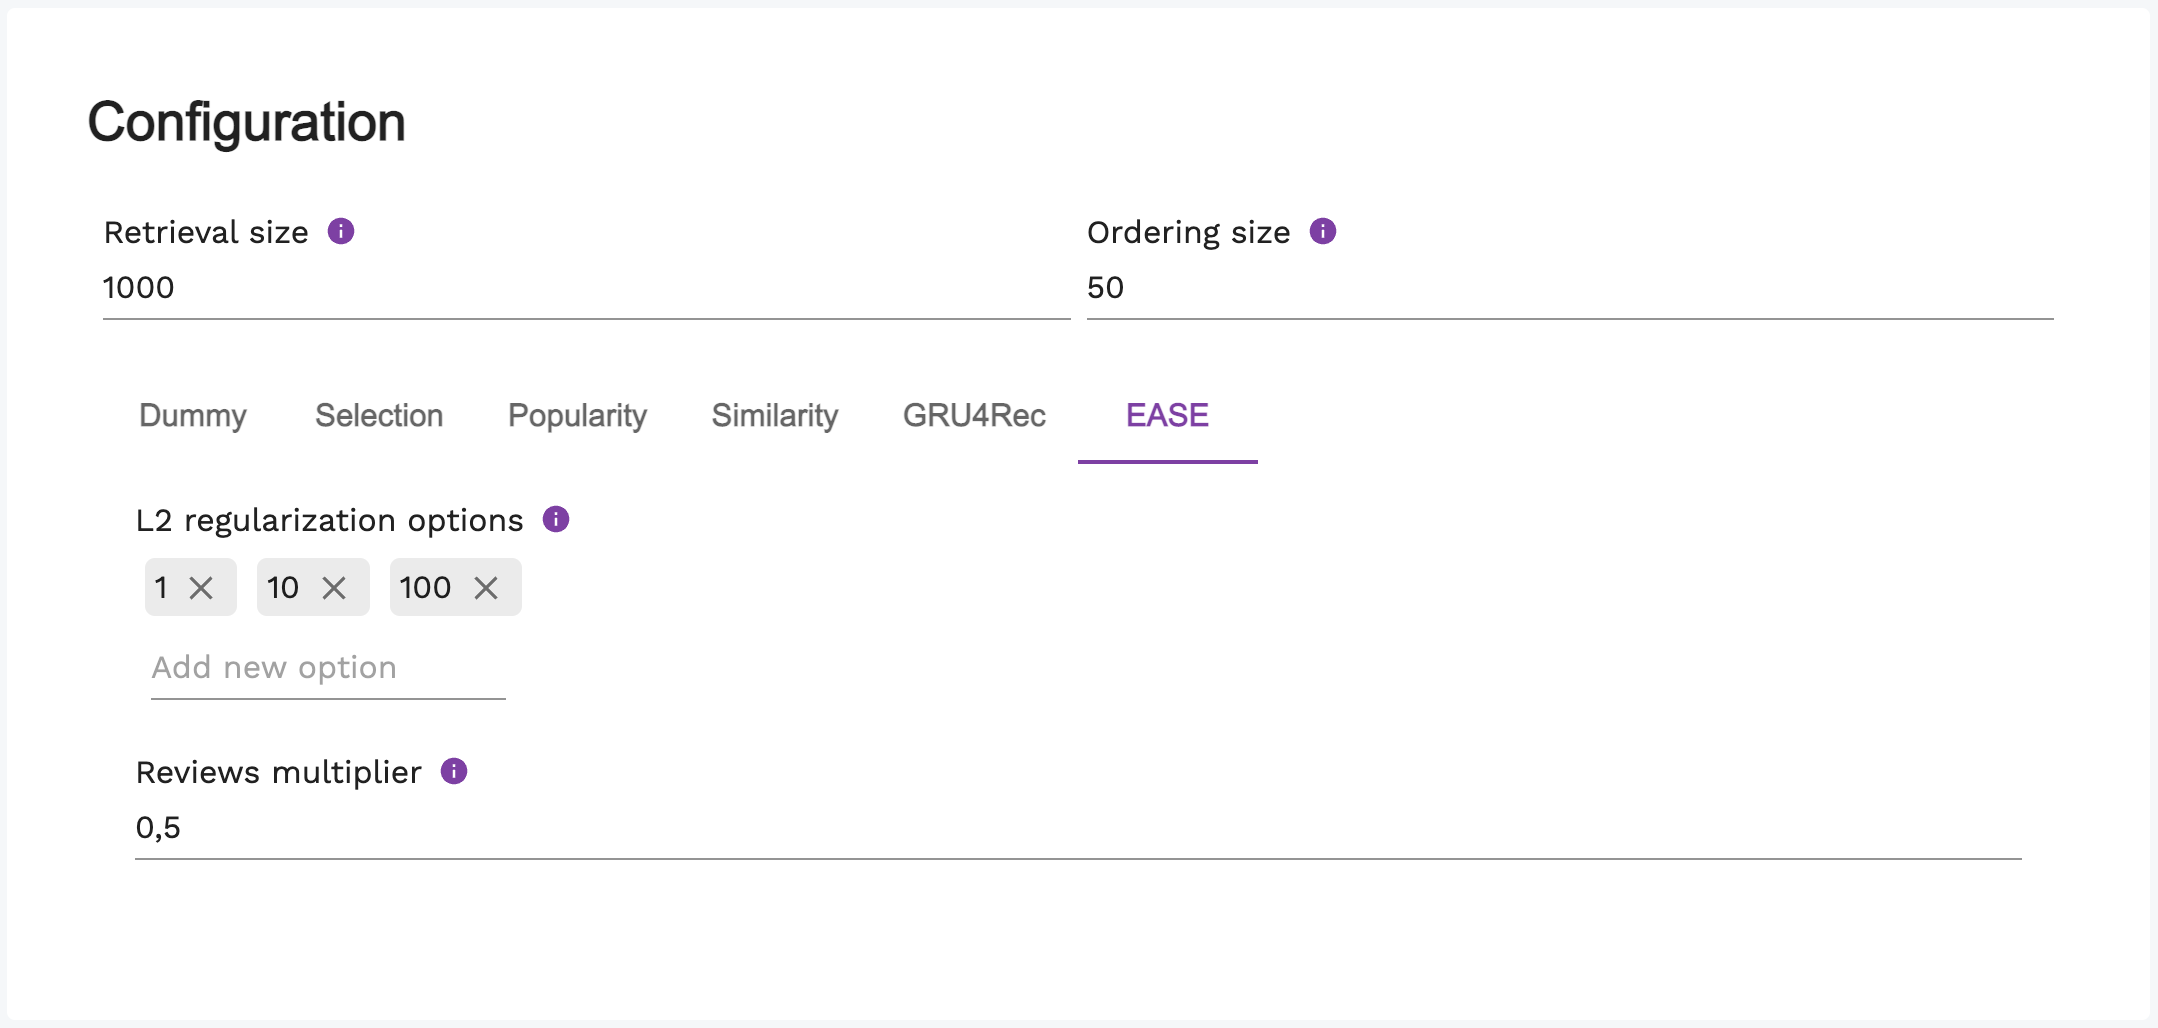 Configuration
Retrieval size Ordering size
1000 50
Dummy Selection Popularity Similarity GRU4Rec EASE
L2 regularization options
1 10 100
Add new option
Reviews multiplier
0,5